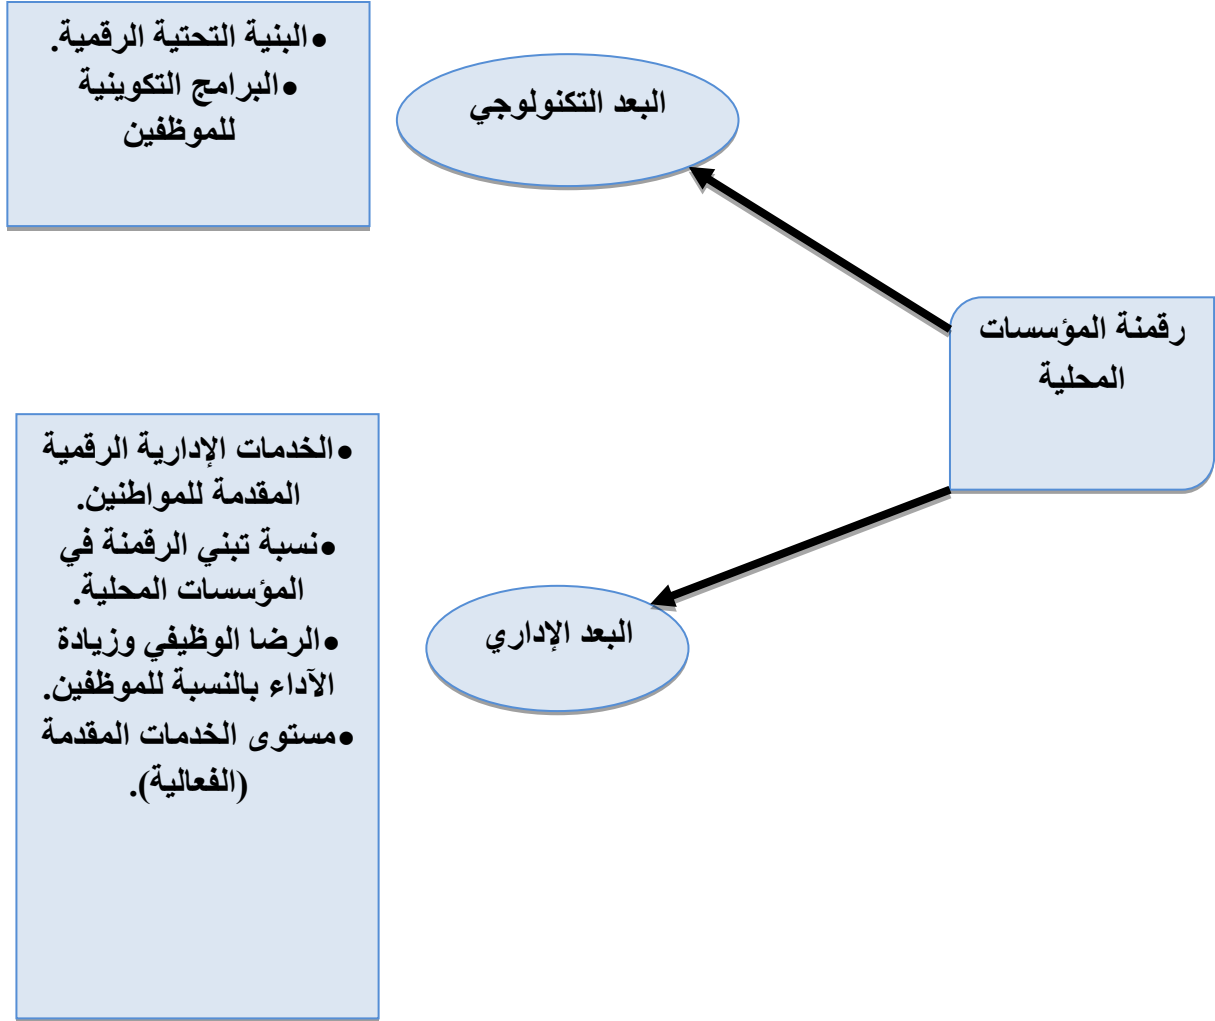 رقمنة المؤسسات
المحلية
البعد التكنولوجي
•البنية التحتية الرقمية.
•البرامج التكوينية
للموظفين
البعد الإداري
•الخدمات الإدارية الرقمية
المقدمة للمواطنين.
•نسبة تبني الرقمنة في
المؤسسات المحلية.
•الرضا الوظيفي وزيادة
الآداء بالنسبة للموظفين.
•مستوى الخدمات المقدمة
(الفعالية).